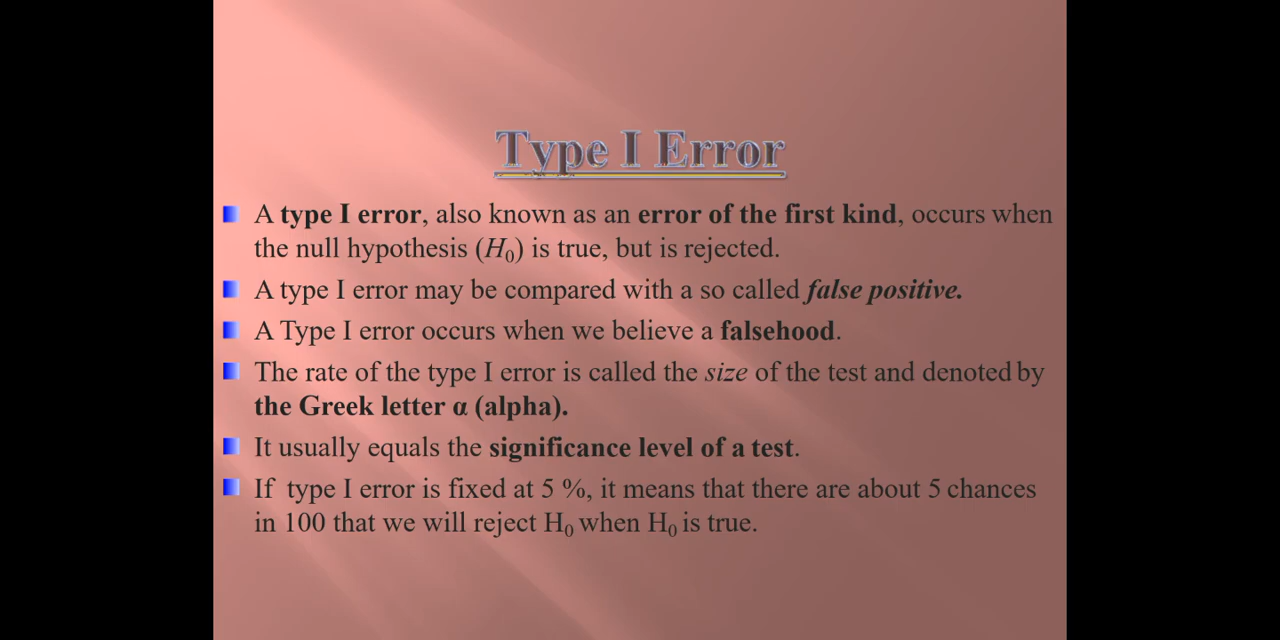 Type I Error
A type I error, also known as an error of the first kind, occurs when
the null hypothesis (H₀) is true, but is rejected.
A type I error may be compared with a so called false positive.
A Type I error occurs when we believe a falsehood.
The rate of the type I error is called the size of the test and denoted by
the Greek letter α (alpha).
It usually equals the significance level of a test.
If type I error is fixed at 5 %, it means that there are about 5 chances
in 100 that we will reject H₀ when H₀ is true.